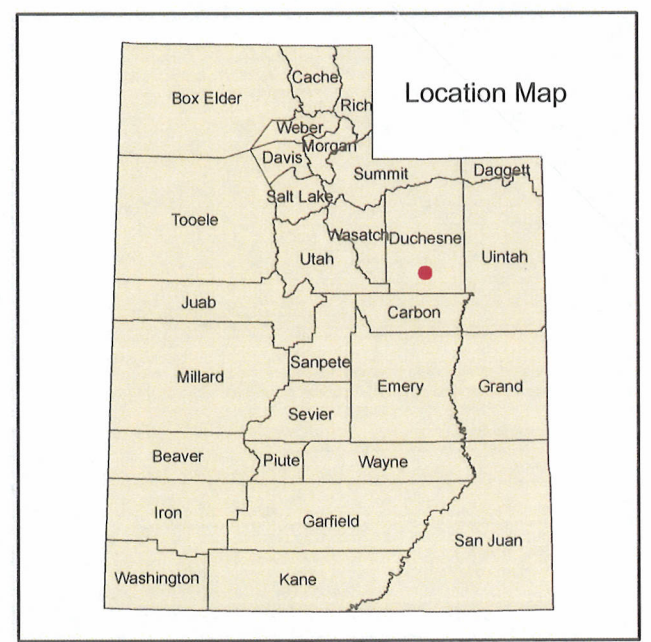 Location Map
Cache
Box Elder
Rich
Weber
Morgan
Davis
Summit
Daggett
Salt Lake
Tooele
Wasatch
Duchesne
Utah
Uintah
Juab
Carbon
Sanpete
Millard
Emery
Grand
Sevier
Beaver
Piute
Wayne
Iron
Garfield
San Juan
Washington
Kane